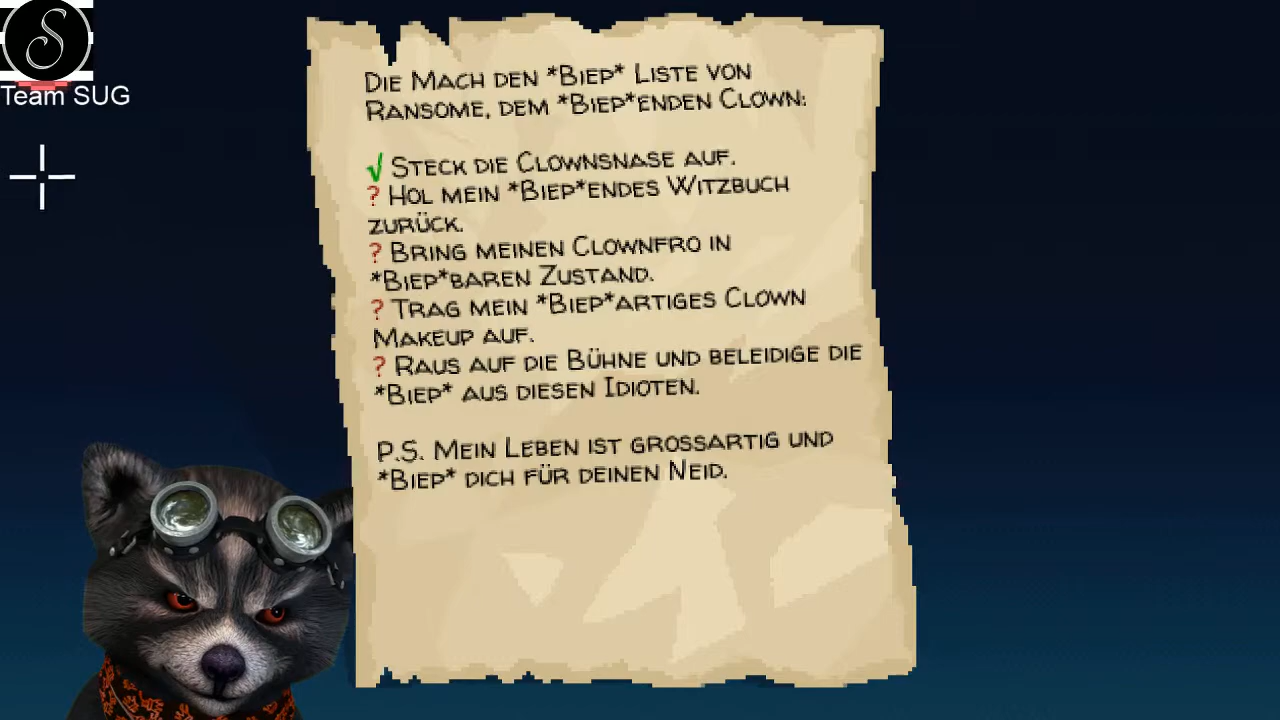 S
Team SUG
Die Mach den *Biep* Liste von
Ransome, dem *Biep*enden Clown:
√ Steck die Clownsnase auf.
? Hol mein *Biep*endes Witzbuch
zurück.
? Bring meinen Clownfro in
*Biep*baren Zustand.
? Trag mein *Biep*artiges Clown
Makeup auf.
? Raus auf die Bühne und beleidige die
*Biep* aus diesen Idioten.
P.S. Mein Leben ist grossartig und
*Biep* dich für deinen Neid.